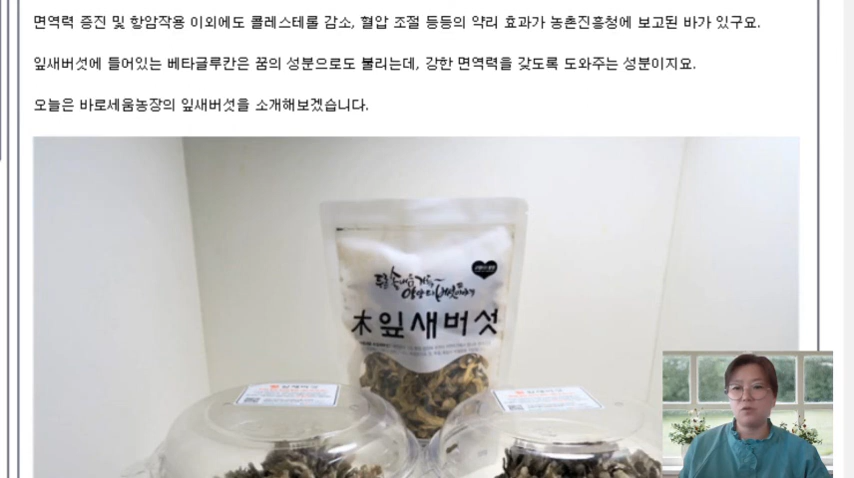 면역력 증진 및 항암작용 이외에도 콜레스테롤 감소, 혈압 조절 등등의 약리 효과가 농촌진흥청에 보고된 바가 있구요.
잎새버섯에 들어있는 베타글루칸은 꿈의 성분으로도 불리는데, 강한 면역력을 갖도록 도와주는 성분이지요.
오늘은 바로세움농장의 잎새버섯을 소개해보겠습니다.
木잎새버섯